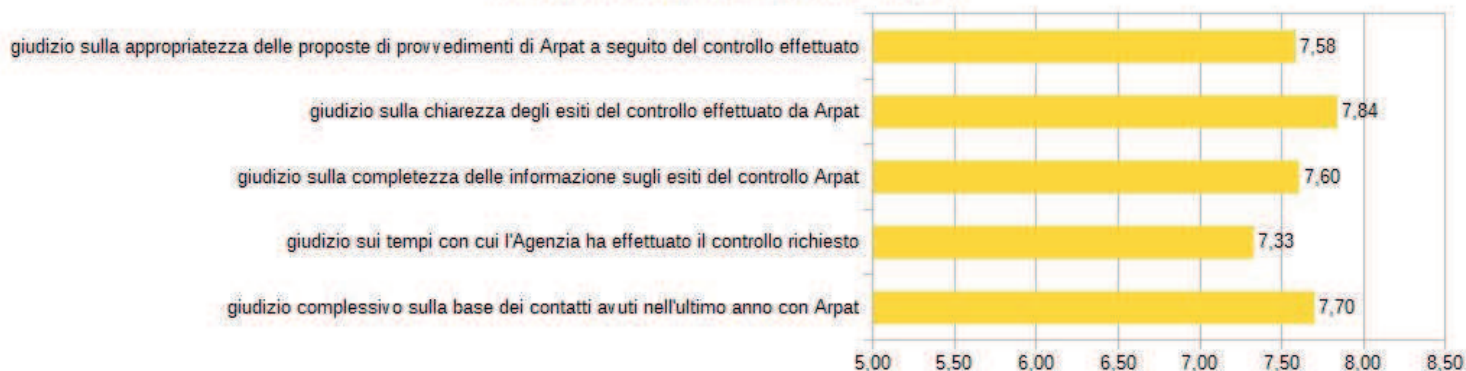 giudizio sulla appropriatezza delle proposte di provvedimenti di Arpat a seguito del controllo effettuato 7,58
giudizio sulla chiarezza degli esiti del controllo effettuato da Arpat 7,84
giudizio sulla completezza delle informazione sugli esiti del controllo Arpat 7,60
giudizio sui tempi con cui l'Agenzia ha effettuato il controllo richiesto 7,33
giudizio complessivo sulla base dei contatti avuti nell'ultimo anno con Arpat 7,70
5,00 5,50 6,00 6,50 7,00 7,50 8,00 8,50